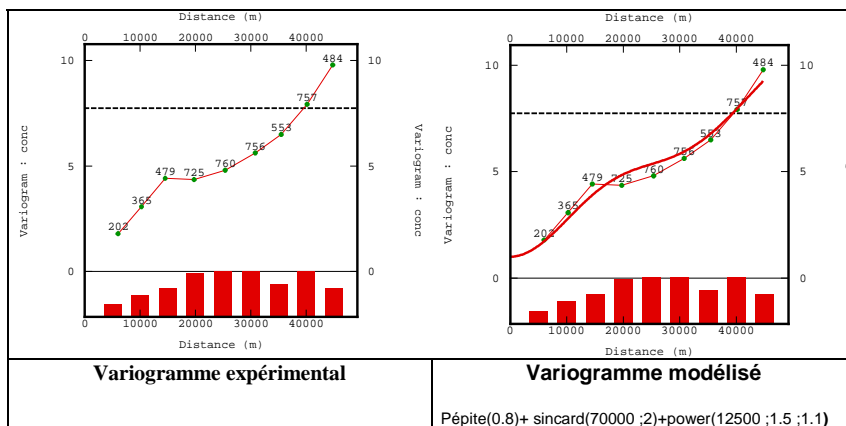 Distance (m)
0 10000 20000 30000 40000
10 10
5 5
0 0
202 365 479 725 760 756 553 757 484
Variogram : conc
0 10000 20000 30000 40000
Distance (m)
Variogram : conc
Distance (m)
0 10000 20000 30000 40000
10 10
5 5
0 0
202 365 479 725 760 756 553 757 484
Variogram : conc
0 10000 20000 30000 40000
Distance (m)
Variogramme expérimental
Variogramme modélisé
Pépite(0.8)+ sincard(70000 ;2)+power(12500 ;1.5 ;1.1)